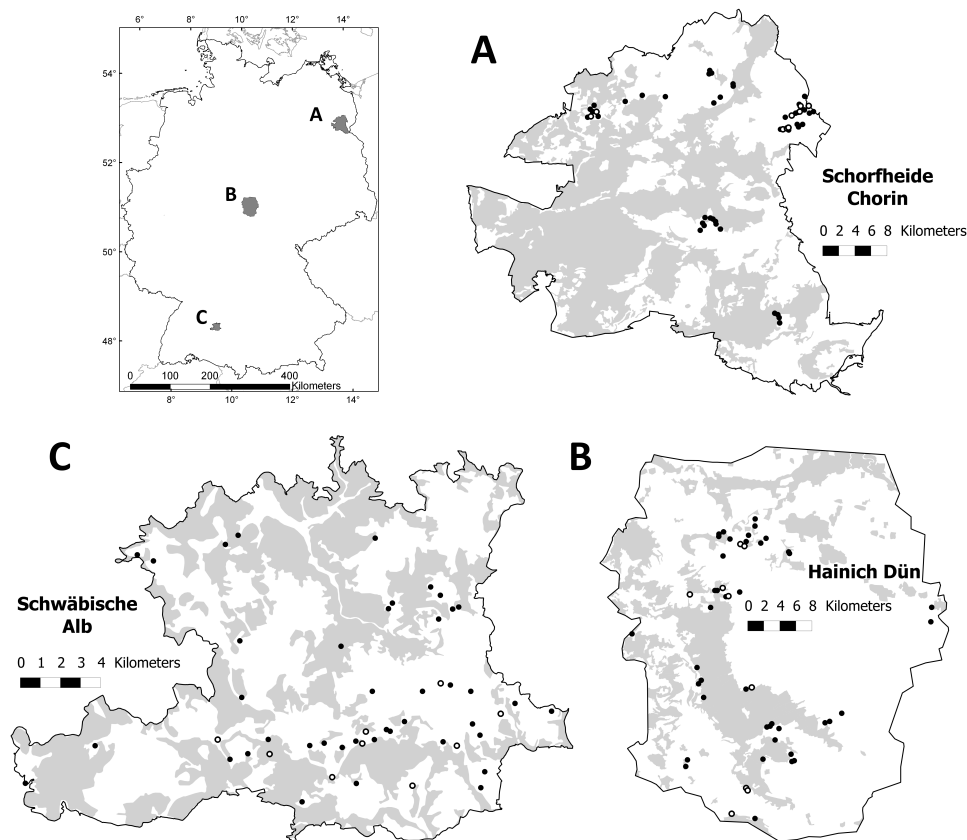 8° 10° 12° 14°
54°
52°
50°
48°
A
B
C
0 100 200 400
Kilometers
8° 10° 12° 14°
A
Schorfheide
Chorin
0 2 4 6 8 Kilometers
C
Schwäbische
Alb
0 1 2 3 4 Kilometers
B
Hainich Dün
0 2 4 6 8 Kilometers